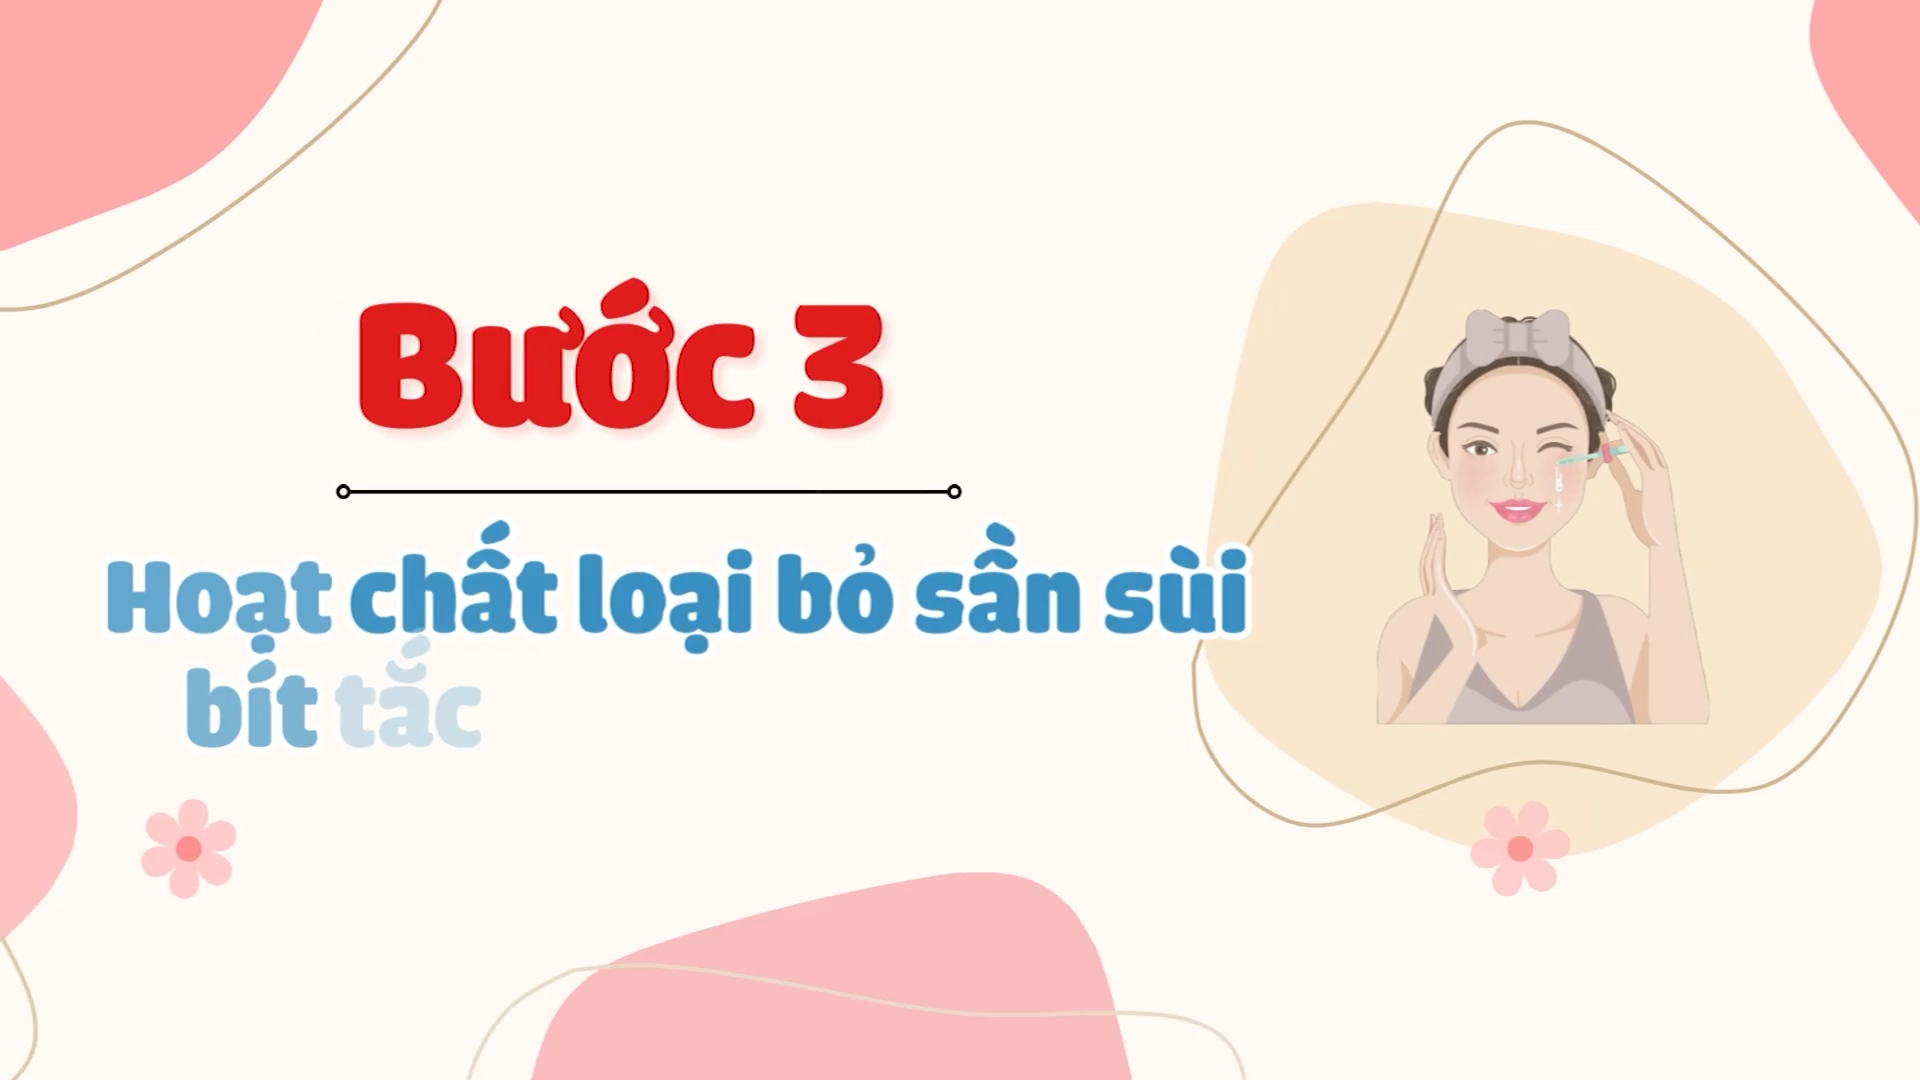 Bước 3
Hoạt chất loại bỏ sần sùi
bít tắc